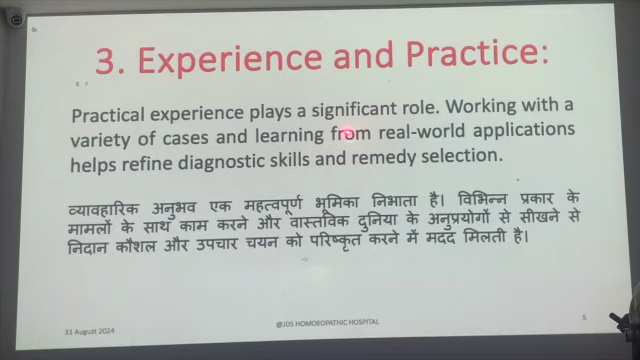 3. Experience and Practice:
Practical experience plays a significant role. Working with a
variety of cases and learning from real-world applications
helps refine diagnostic skills and remedy selection.
व्यावहारिक अनुभव एक महत्वपूर्ण भूमिका निभाता है। विभिन्न प्रकार के
मामलों के साथ काम करने और वास्तविक दुनिया के अनुप्रयोगों से सीखने से
निदान कौशल और उपचार चयन को परिष्कृत करने में मदद मिलती है।
31 August 2024
@JDS HOMOEOPATHIC HOSPITAL
5